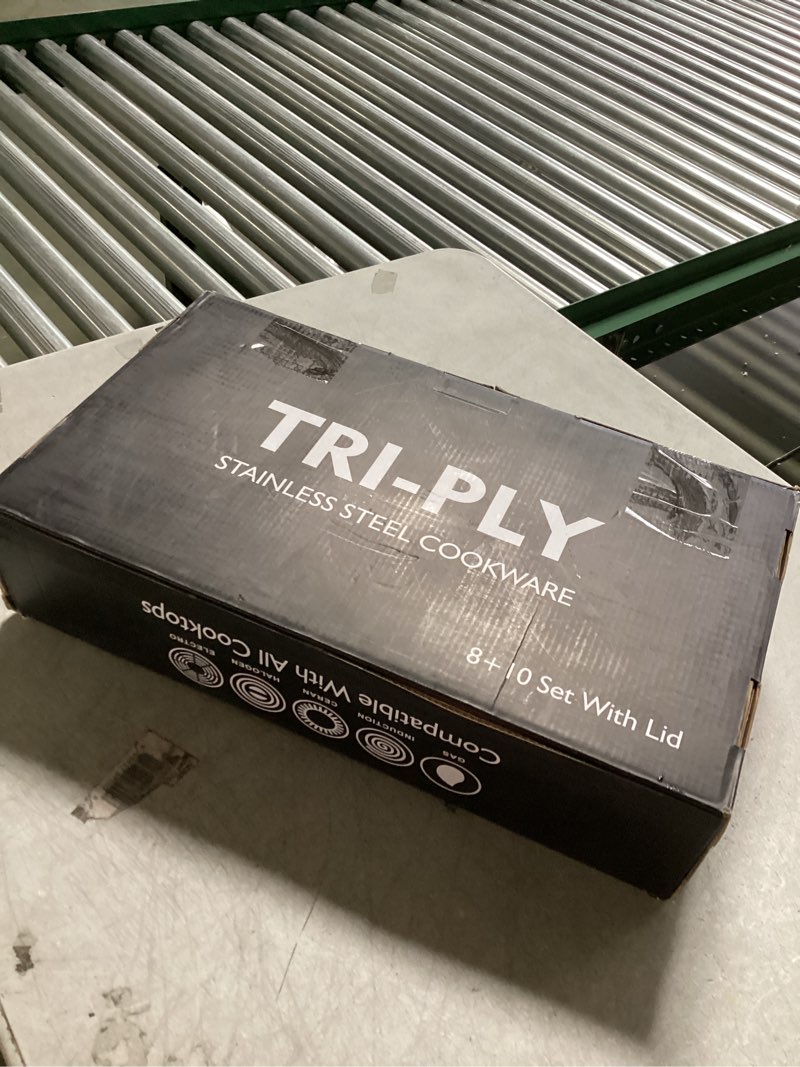 TRI-PLY
STAINLESS STEEL COOKWARE
8+10 Set With Lid
Compatible With All Cooktops
GAS
INDUCTION
CERAN
HALOGEN
ELECTRO